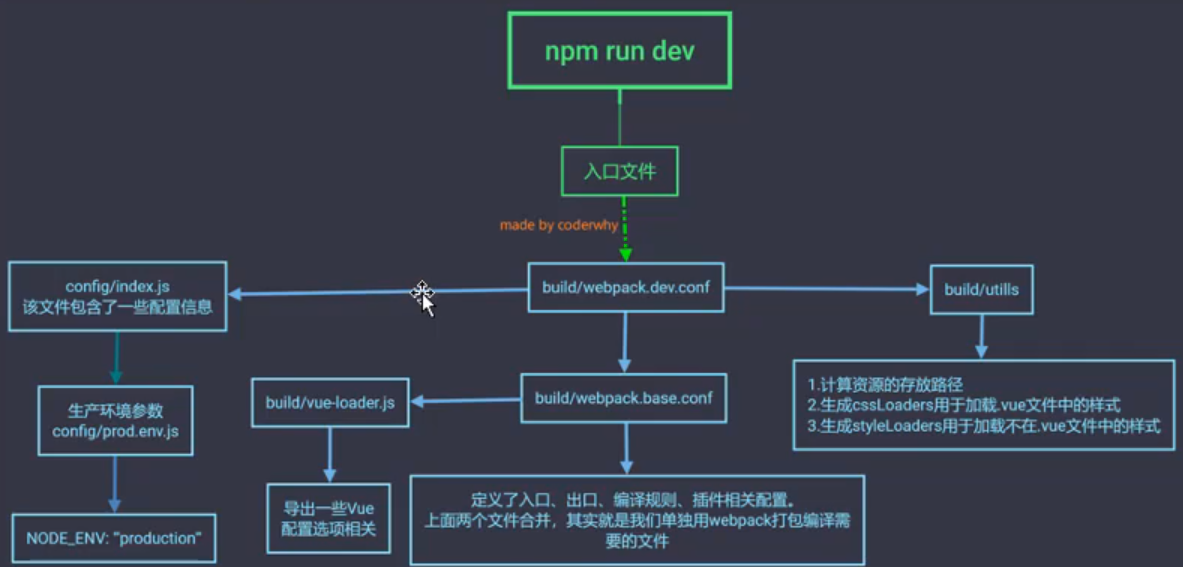 npm run dev
入口文件
made by coderwhy
config/index.js
该文件包含了一些配置信息
build/webpack.dev.conf
build/utills
生产环境参数
config/prod.env.js
build/vue-loader.js
build/webpack.base.conf
1.计算资源的存放路径
2.生成cssLoaders用于加载.vue文件中的样式
3.生成styleLoaders用于加载不在.vue文件中的样式
NODE_ENV: "production"
导出一些Vue
配置选项相关
定义了入口、出口、编译规则、插件相关配置。
上面两个文件合并，其实就是我们单独用webpack打包编译需
要的文件